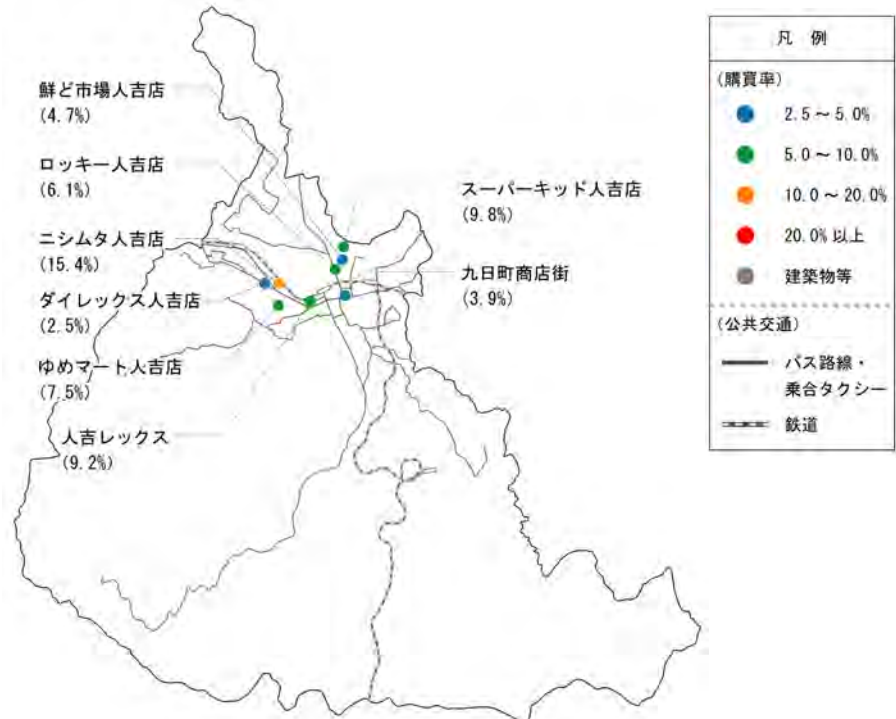 鮮ど市場人吉店
(4.7%)
ロッキー人吉店
(6.1%)
ニシムタ人吉店
(15.4%)
ダイレックス人吉店
(2.5%)
ゆめマート人吉店
(7.5%)
人吉レックス
(9.2%)
スーパーキッド人吉店
(9.8%)
九日町商店街
(3.9%)
凡 例
(購買率)
2.5～5.0%
5.0～10.0%
10.0～20.0%
20.0%以上
建築物等
(公共交通)
バス路線・
乗合タクシー
鉄道